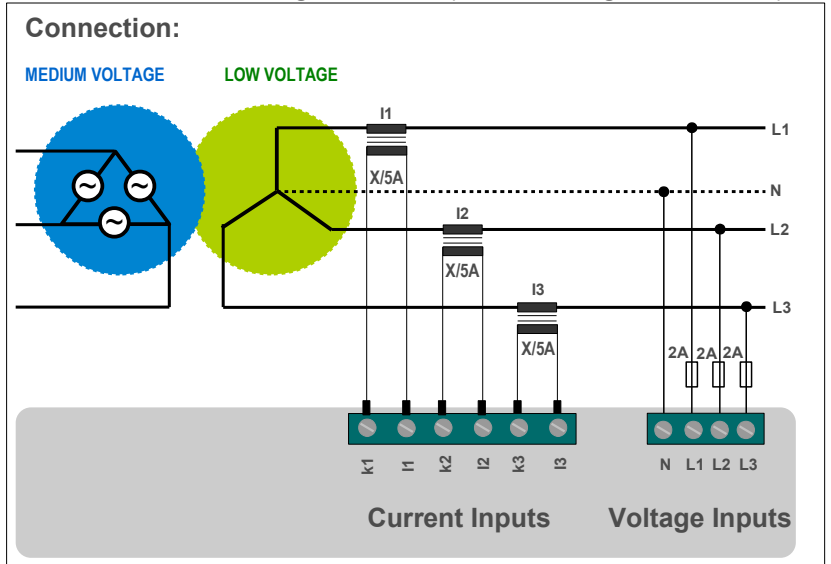 Connection:
MEDIUM VOLTAGE LOW VOLTAGE
I1
L1
X/5A
N
I2
L2
X/5A
I3
L3
X/5A
2A 2A 2A
k1 l1 k2 l2 k3 l3
N L1 L2 L3
Current Inputs Voltage Inputs